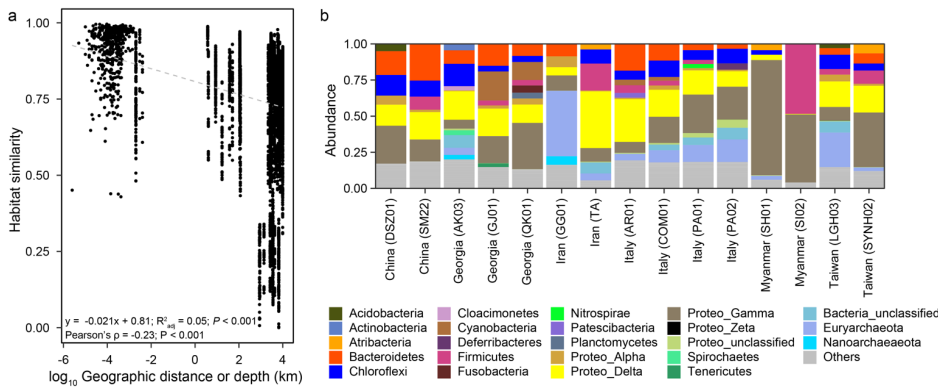 a
1.00
0.75
0.50
0.25
0.00
Habitat similarity
y = -0.021x + 0.81; R²adj = 0.05; P < 0.001
Pearson's ρ = -0.23; P < 0.001
-6 -4 -2 0 2 4
log10 Geographic distance or depth (km)
b
1.00
0.75
0.50
0.25
0.00
Abundance
China (DSZ01)
China (SM22)
Georgia (AK03)
Georgia (GJ01)
Georgia (QK01)
Iran (GG01)
Iran (TA)
Italy (AR01)
Italy (COM01)
Italy (PA01)
Italy (PA02)
Myanmar (SH01)
Myanmar (SI02)
Taiwan (LGH03)
Taiwan (SYNH02)
Acidobacteria
Actinobacteria
Atribacteria
Bacteroidetes
Chloroflexi
Cloacimonetes
Cyanobacteria
Deferribacteres
Firmicutes
Fusobacteria
Nitrospirae
Patescibacteria
Planctomycetes
Proteo_Alpha
Proteo_Delta
Proteo_Gamma
Proteo_Zeta
Proteo_unclassified
Spirochaetes
Tenericutes
Bacteria_unclassified
Euryarchaeota
Nanoarchaeaeota
Others